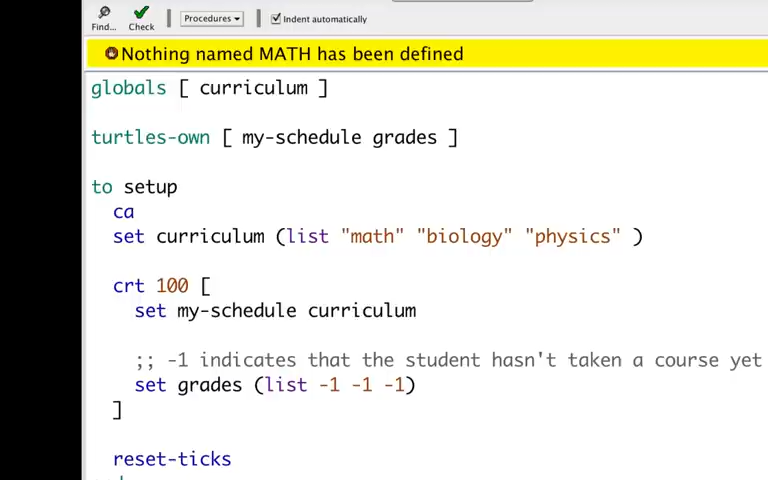 Find... Check Procedures Indent automatically
Nothing named MATH has been defined
globals [ curriculum ]
turtles-own [ my-schedule grades ]
to setup
ca
set curriculum (list "math" "biology" "physics" )
crt 100 [
set my-schedule curriculum
;; -1 indicates that the student hasn't taken a course yet
set grades (list -1 -1 -1)
]
reset-ticks